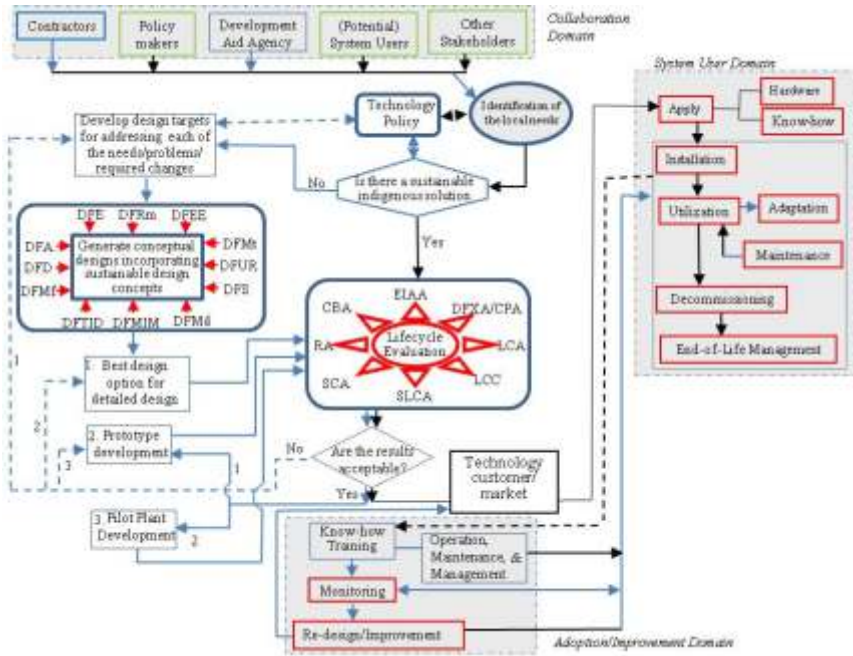 Contractors
Policy
makers
Development
Aid Agency
(Potential)
System Users
Other
Stakeholders
Collaboration
Domain
System User Domain
Technology
Policy
Identification of
the local needs
Develop design targets
for addressing each of
the needs/problems/
required changes
Is there a sustainable
indigenous solution
No
Yes
Apply
Hardware
Know-how
Installation
Utilization
Adaptation
Maintenance
Decommissioning
End-of-Life Management
DFE
DFRm
DFEE
DFA
DFD
DFMf
Generate conceptual
designs incorporating
sustainable design
concepts
DFMt
DFUR
DFS
DFTID
DFMIM
DFMd
EIAA
CBA
DFXA/CPA
RA
Lifecycle
Evaluation
LCA
SCA
LCC
SLCA
1. Best design
option for
detailed design
2. Prototype
development
3. Pilot Plant
Development
1
2
3
1
2
No
Are the results
acceptable?
Yes
Technology
customer/
market
Know-how
Training
Operation,
Maintenance, &
Management
Monitoring
Re-design/Improvement
Adoption/Improvement Domain